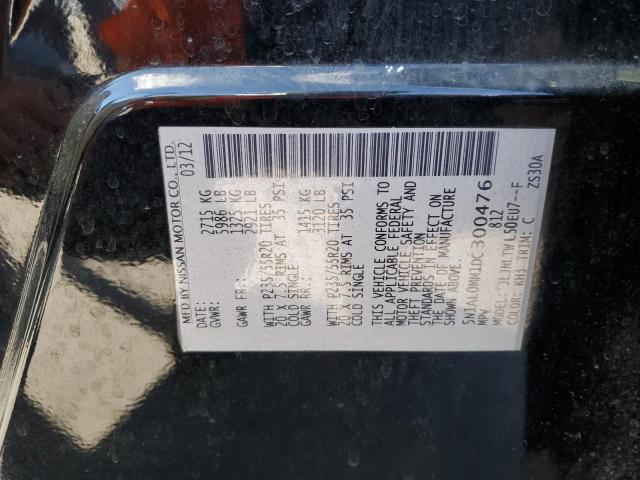 MFD BY NISSAN MOTOR CO., LTD.
DATE: 03/12
GVWR: 2715 KG
5986 LB
GAWR FR: 1325 KG
2921 LB
WITH P235/55R20 TIRES
20 X 7.5 RIMS AT 35 PSI
COLD SINGLE
GAWR RR: 1415 KG
3120 LB
WITH P235/55R20 TIRES
20 X 7.5 RIMS AT 35 PSI
COLD SINGLE
THIS VEHICLE CONFORMS TO
ALL APPLICABLE FEDERAL
MOTOR VEHICLE SAFETY AND
THEFT PREVENTION
STANDARDS IN EFFECT ON
THE DATE OF MANUFACTURE
SHOWN ABOVE.
5N1AL0MM1DC300476
MPV 812
MODEL:
COLOR: KH3 TRIM: C ZS30A